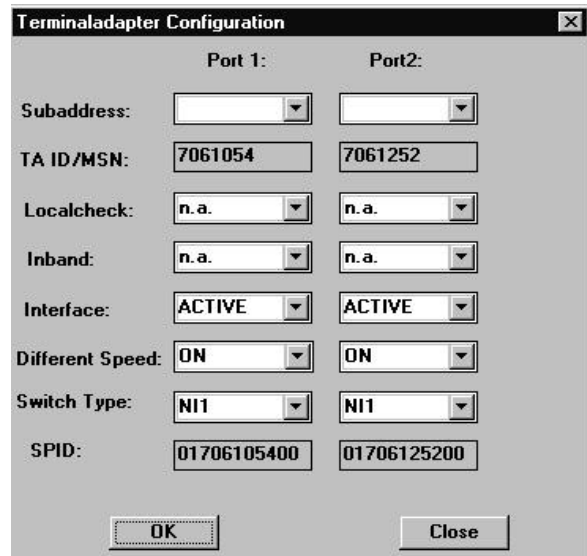 Terminaladapter Configuration
Port 1: Port2:
Subaddress:
TA ID/MSN: 7061054 7061252
Localcheck: n.a. n.a.
Inband: n.a. n.a.
Interface: ACTIVE ACTIVE
Different Speed: ON ON
Switch Type: NI1 NI1
SPID: 01706105400 01706125200
OK Close